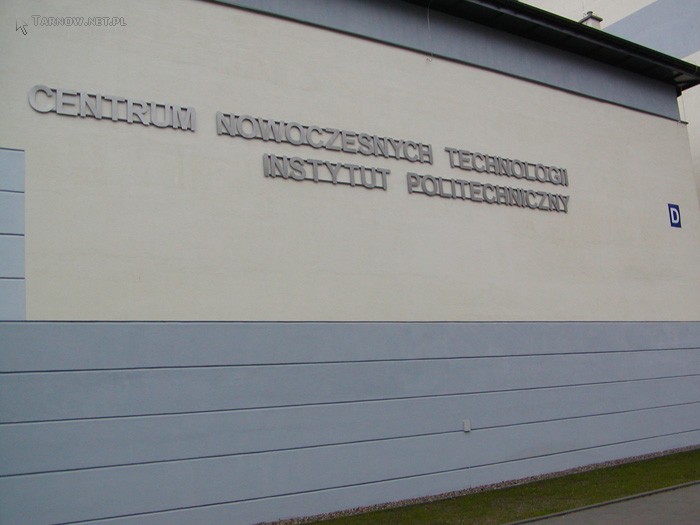 TARNOW.NET.PL
CENTRUM NOWOCZESNYCH TECHNOLOGII
INSTYTUT POLITECHNICZNY
D